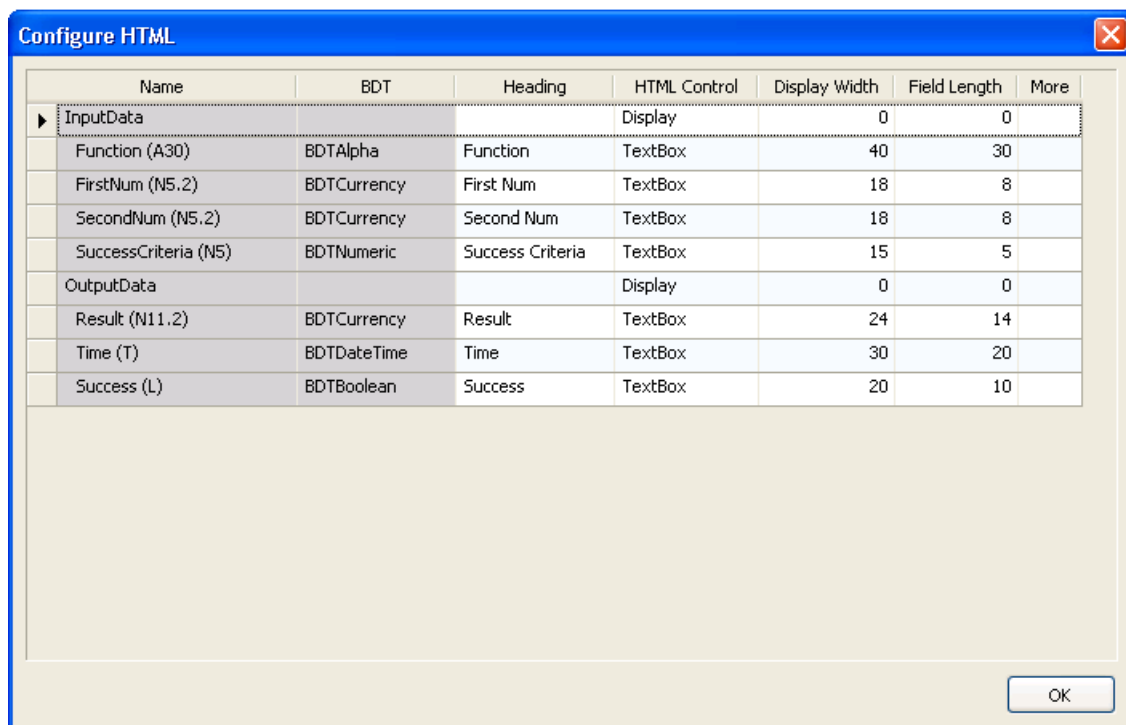 Configure HTML
Name BDT Heading HTML Control Display Width Field Length More
InputData Display 0 0
Function (A30) BDTAlpha Function TextBox 40 30
FirstNum (N5.2) BDTCurrency First Num TextBox 18 8
SecondNum (N5.2) BDTCurrency Second Num TextBox 18 8
SuccessCriteria (N5) BDTNumeric Success Criteria TextBox 15 5
OutputData Display 0 0
Result (N11.2) BDTCurrency Result TextBox 24 14
Time (T) BDTDateTime Time TextBox 30 20
Success (L) BDTBoolean Success TextBox 20 10
OK